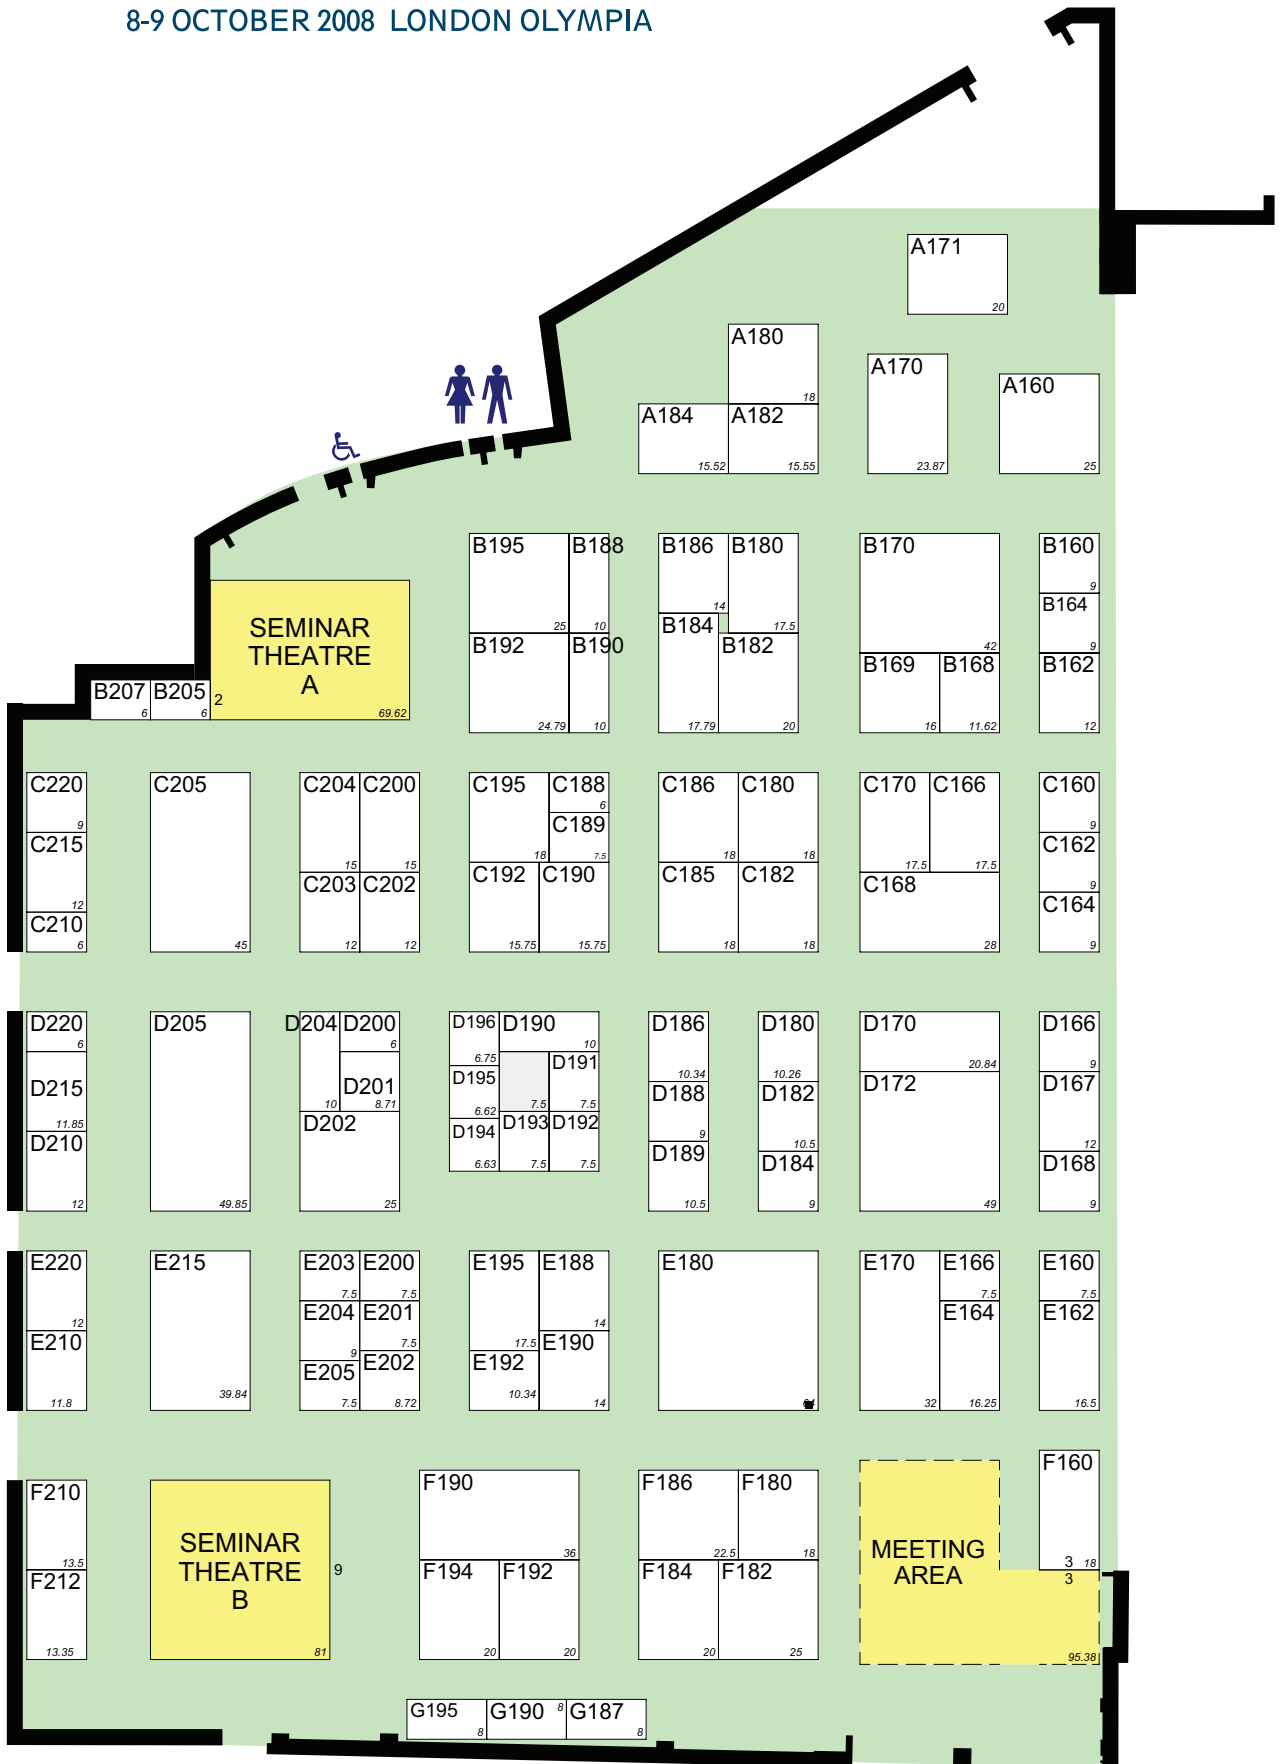 8-9 OCTOBER 2008 LONDON OLYMPIA
A171
20
A180
18
A170
23.87
A160
25
A184
15.52
A182
15.55
B195
25
B188
10
B186
14
B180
17.5
B170
42
B160
9
B164
9
SEMINAR
THEATRE
A
69.62
B192
24.79
B190
10
B184
17.79
B182
20
B169
16
B168
11.62
B162
12
B207
6
B205
6
2
C220
9
C215
12
C210
6
C205
45
C204
15
C200
15
C203
12
C202
12
C195
18
C188
6
C189
7.5
C192
15.75
C190
15.75
C186
18
C180
18
C185
18
C182
18
C170
17.5
C166
17.5
C168
28
C160
9
C162
9
C164
9
D220
6
D215
11.85
D210
12
D205
49.85
D204
10
D200
6
D201
8.71
D202
25
D196
6.75
D190
10
D195
6.62
7.5
D191
7.5
D194
6.63
D193
7.5
D192
7.5
D186
10.34
D188
9
D189
10.5
D180
10.26
D182
10.5
D184
9
D170
20.84
D172
49
D166
9
D167
12
D168
9
E220
12
E210
11.8
E215
39.84
E203
7.5
E200
7.5
E204
9
E201
7.5
E205
7.5
E202
8.72
E195
17.5
E188
14
E192
10.34
E190
14
E180
E170
32
E166
7.5
E164
16.25
E160
7.5
E162
16.5
F210
13.5
F212
13.35
SEMINAR
THEATRE
B
81
9
F190
36
F194
20
F192
20
F186
22.5
F180
18
F184
20
F182
25
MEETING
AREA
95.38
F160
3 18
3
G195
8
G190
8
G187
8